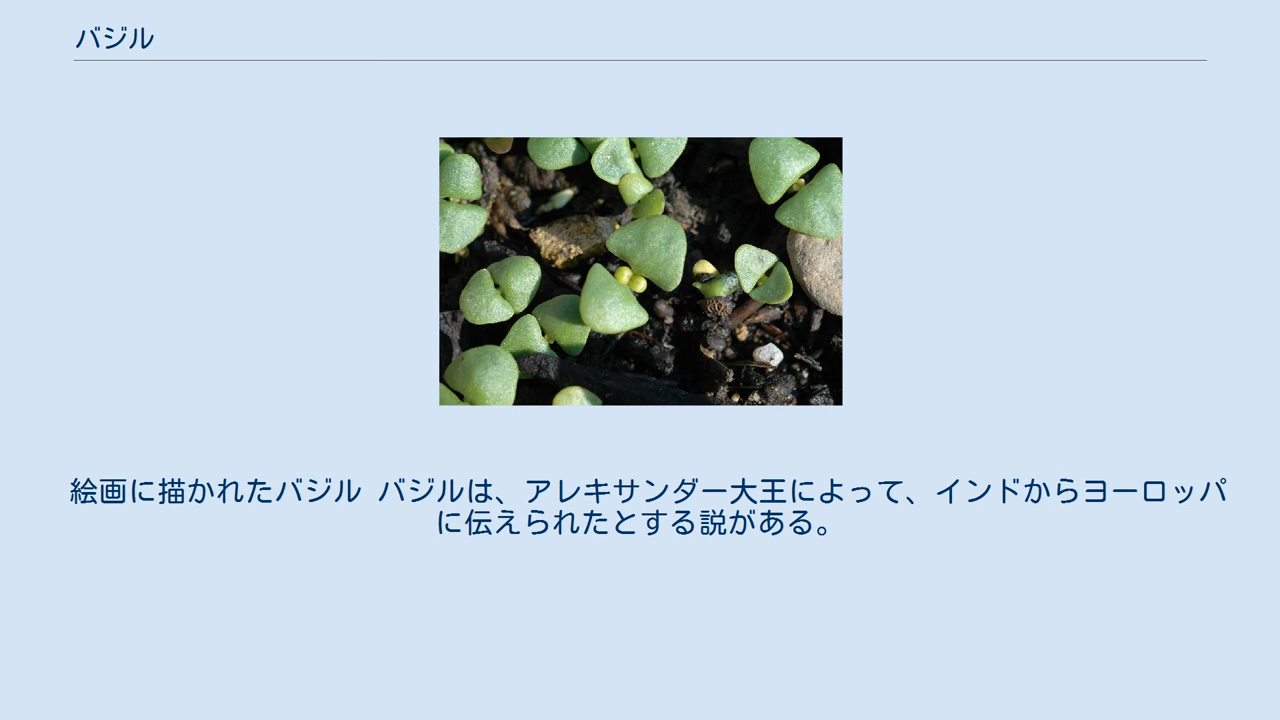 バジル
絵画に描かれたバジル バジルは、アレキサンダー大王によって、インドからヨーロッパ
に伝えられたとする説がある。